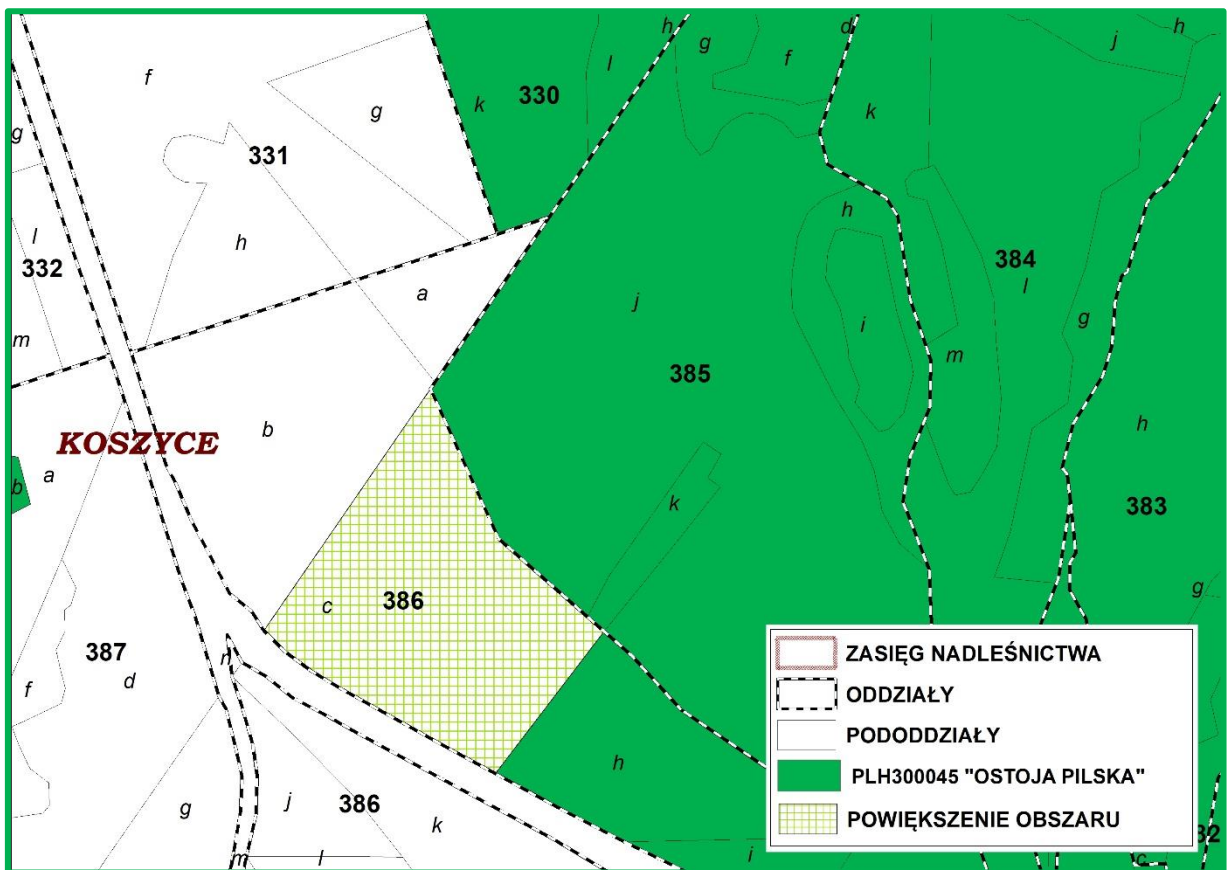 h
d
h
g
f
j
f
l
k
330
g
k
g
331
h
h
l
332
384
l
a
j
i
g
m
m
385
b
h
KOSZYCE
a
b
k
383
g
c
386
387
n
f
d
h
g
j
386
k
m
l
i
c
ZASIĘG NADLEŚNICTWA
ODDZIAŁY
PODODDZIAŁY
PLH300045 "OSTOJA PILSKA"
POWIĘKSZENIE OBSZARU